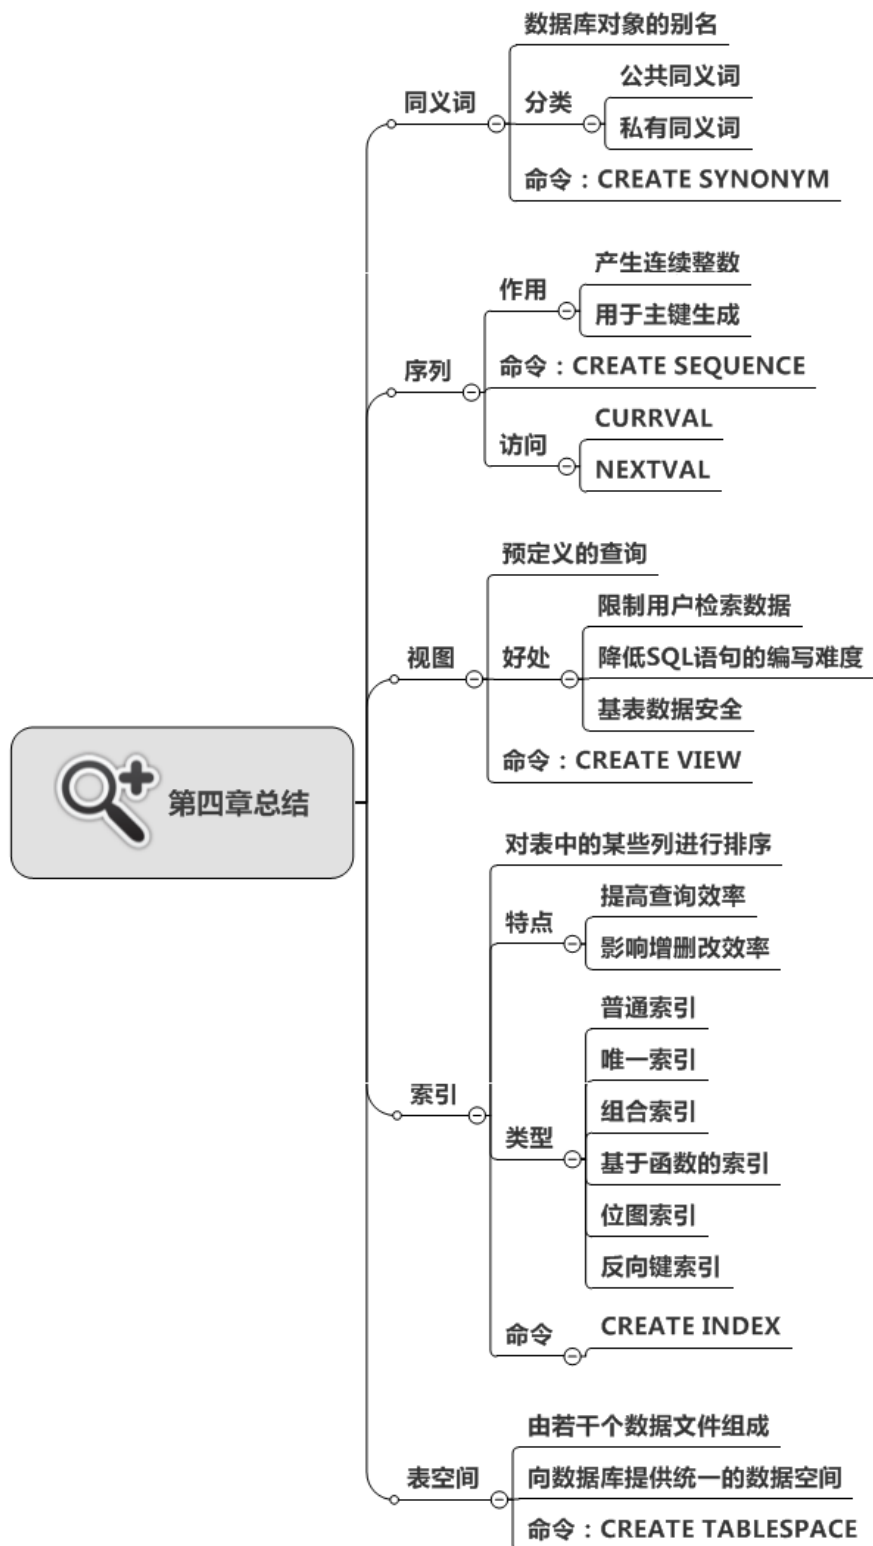 第四章总结
同义词
数据库对象的别名
分类
公共同义词
私有同义词
命令：CREATE SYNONYM
序列
作用
产生连续整数
用于主键生成
命令：CREATE SEQUENCE
访问
CURRVAL
NEXTVAL
视图
预定义的查询
好处
限制用户检索数据
降低SQL语句的编写难度
基表数据安全
命令：CREATE VIEW
索引
对表中的某些列进行排序
特点
提高查询效率
影响增删改效率
类型
普通索引
唯一索引
组合索引
基于函数的索引
位图索引
反向键索引
命令
CREATE INDEX
表空间
由若干个数据文件组成
向数据库提供统一的数据空间
命令：CREATE TABLESPACE